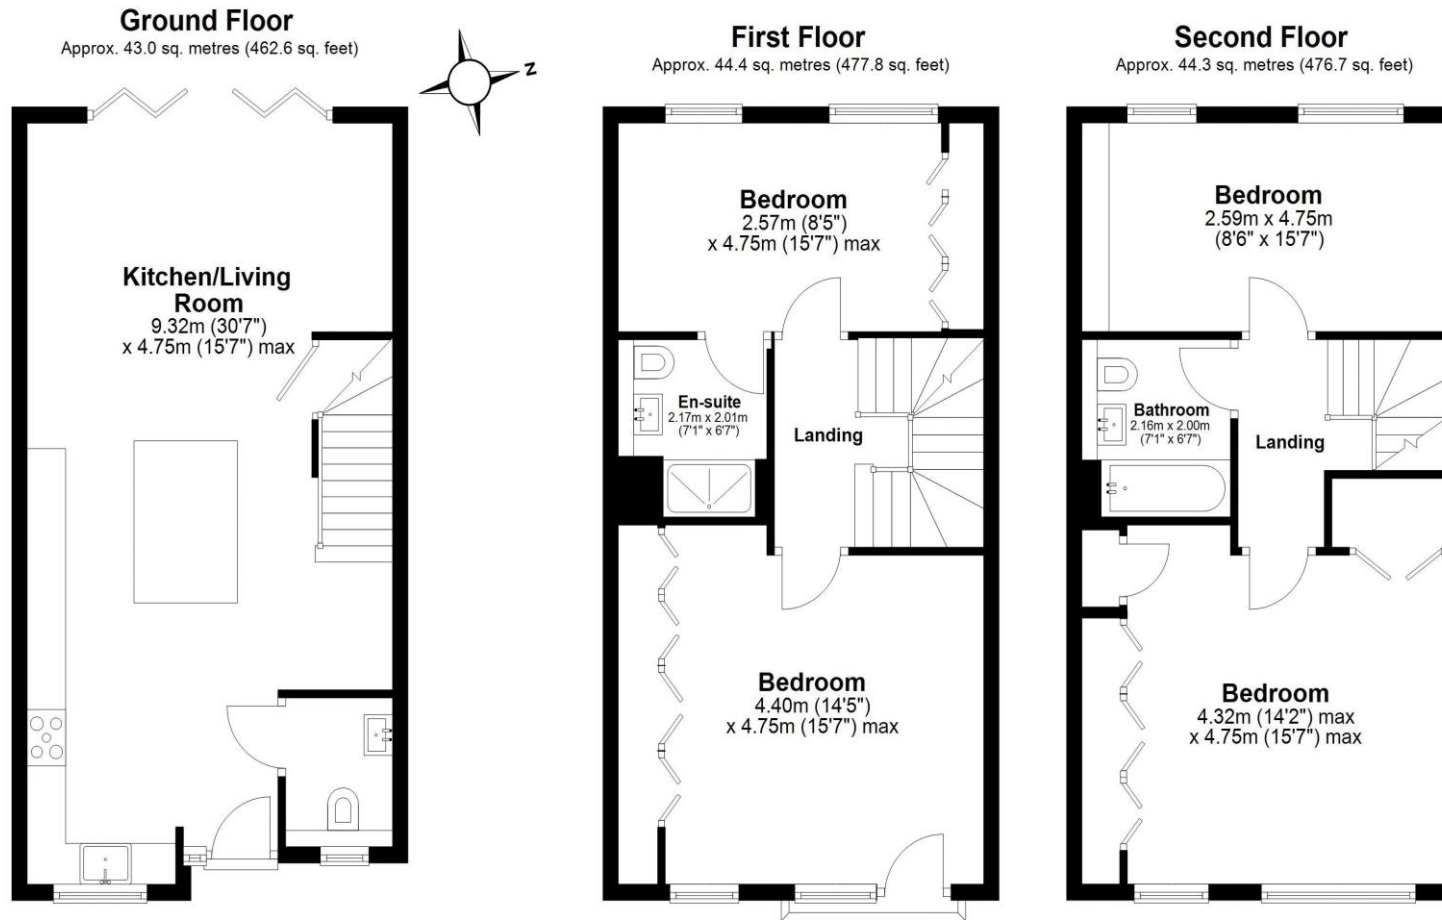 Ground Floor
Approx. 43.0 sq. metres (462.6 sq. feet)
N
Kitchen/Living
Room
9.32m (30'7")
x 4.75m (15'7") max
First Floor
Approx. 44.4 sq. metres (477.8 sq. feet)
Bedroom
2.57m (8'5")
x 4.75m (15'7") max
En-suite
2.17m x 2.01m
(7'1" x 6'7")
Landing
Bedroom
4.40m (14'5")
x 4.75m (15'7") max
Second Floor
Approx. 44.3 sq. metres (476.7 sq. feet)
Bedroom
2.59m x 4.75m
(8'6" x 15'7")
Bathroom
2.16m x 2.00m
(7'1" x 6'7")
Landing
Bedroom
4.32m (14'2") max
x 4.75m (15'7") max